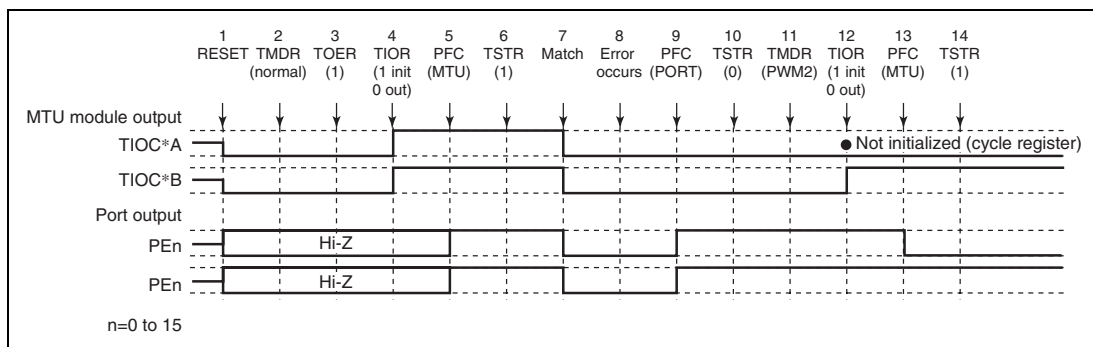 1 2 3 4 5 6 7 8 9 10 11 12 13 14
RESET TMDR TOER TIOR PFC TSTR Match Error PFC TSTR TMDR TIOR PFC TSTR
(normal) (1) (1 init (MTU) (1) occurs (PORT) (0) (PWM2) (1 init (MTU) (1)
0 out) 0 out)
MTU module output
TIOC*A ● Not initialized (cycle register)
TIOC*B
Port output
PEn Hi-Z
PEn Hi-Z
n=0 to 15